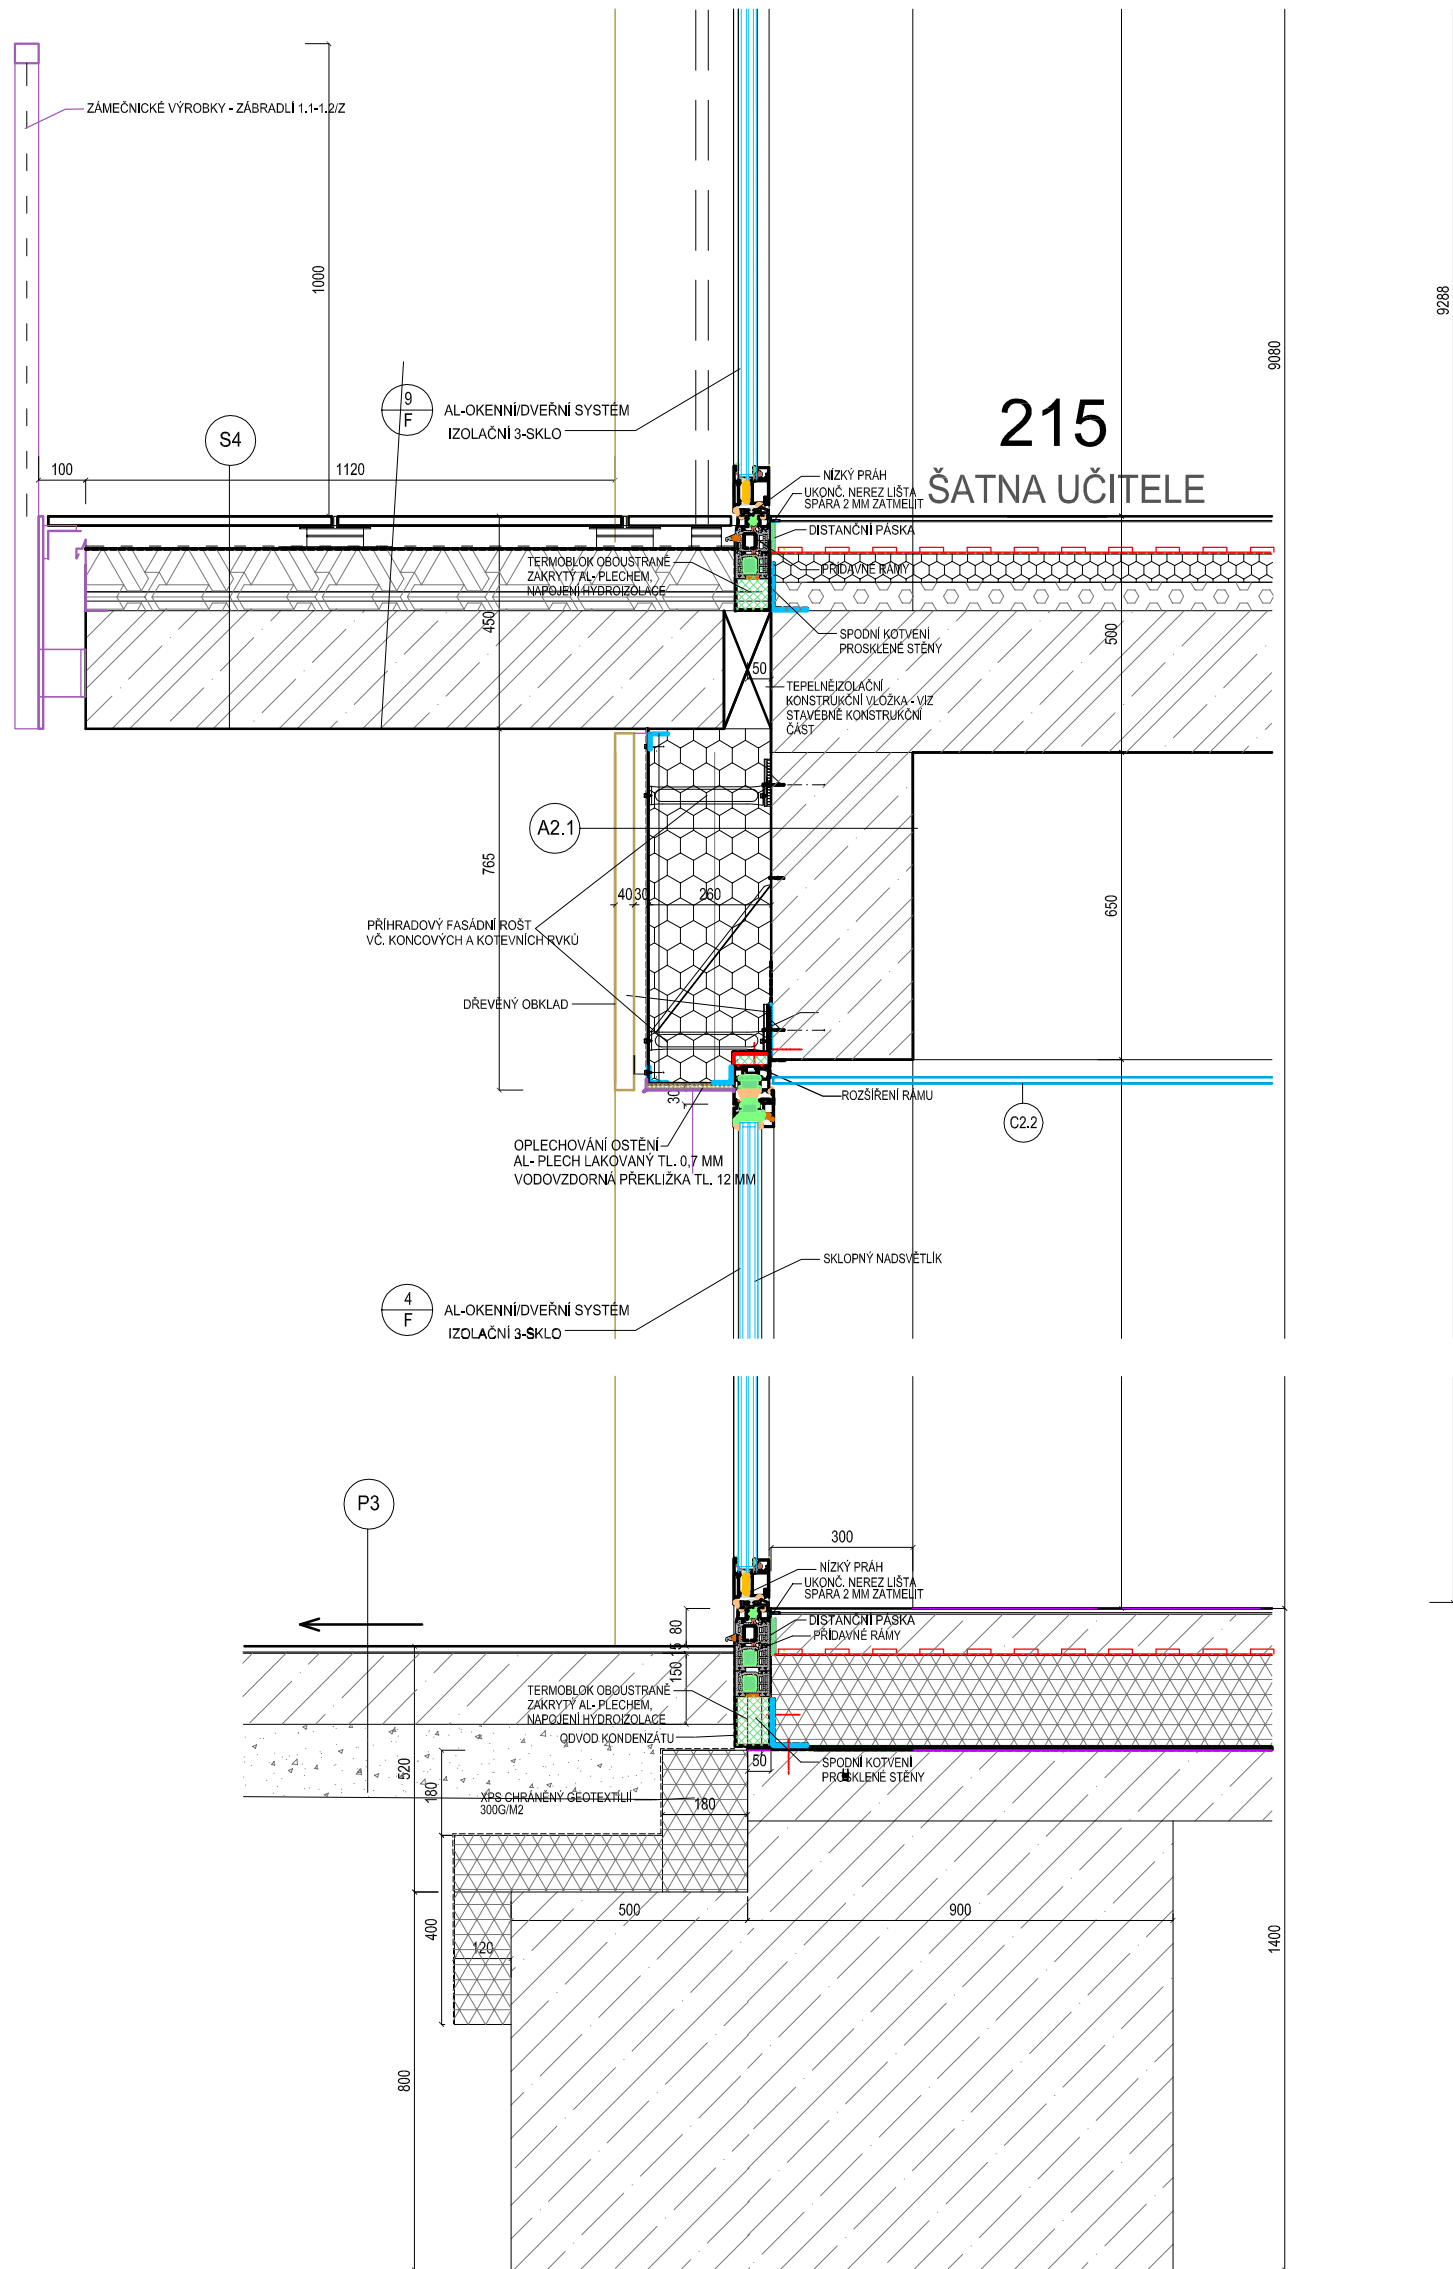 ZÁMEČNICKÉ VÝROBKY - ZÁBRADLÍ 1.1-1.2/Z
1000
9288
9080
9
F
AL-OKENNÍ/DVEŘNÍ SYSTÉM
IZOLAČNÍ 3-SKLO
S4
100
1120
215
ŠATNA UČITELE
NÍZKÝ PRÁH
UKONČ. NEREZ LIŠTA
SPÁRA 2 MM ZATMELIT
DISTANČNÍ PÁSKA
PŘÍDAVNÉ RÁMY
TERMOBLOK OBOUSTRANĚ
ZAKRYTÝ AL- PLECHEM,
NAPOJENÍ HYDROIZOLACE
450
500
SPODNÍ KOTVENÍ
PROSKLENÉ STĚNY
50
TEPELNĚIZOLAČNÍ
KONSTRUKČNÍ VLOŽKA - VIZ
STAVEBNĚ KONSTRUKČNÍ
ČÁST
A2.1
765
40
30
260
650
PŘÍHRADOVÝ FASÁDNÍ ROŠT
VČ. KONCOVÝCH A KOTEVNÍCH PRVKŮ
DŘEVĚNÝ OBKLAD
30
ROZŠÍŘENÍ RÁMU
C2.2
OPLECHOVÁNÍ OSTĚNÍ
AL- PLECH LAKOVANÝ TL. 0,7 MM
VODOVZDORNÁ PŘEKLIŽKA TL. 12 MM
SKLOPNÝ NADSVĚTLÍK
4
F
AL-OKENNÍ/DVEŘNÍ SYSTÉM
IZOLAČNÍ 3-SKLO
P3
300
NÍZKÝ PRÁH
UKONČ. NEREZ LIŠTA
SPÁRA 2 MM ZATMELIT
DISTANČNÍ PÁSKA
PŘÍDAVNÉ RÁMY
80
150
TERMOBLOK OBOUSTRANĚ
ZAKRYTÝ AL- PLECHEM,
NAPOJENÍ HYDROIZOLACE
ODVOD KONDENZÁTU
50
SPODNÍ KOTVENÍ
PROSKLENÉ STĚNY
520
180
XPS CHRÁNĚNÝ GEOTEXTILIÍ
300G/M2
180
500
900
400
120
1400
800